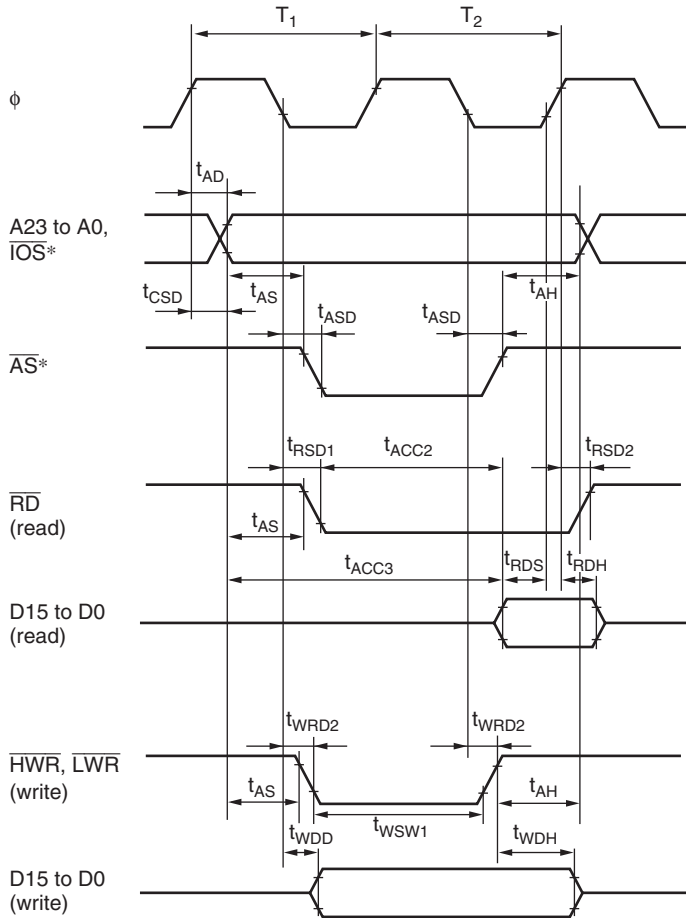 T1 T2
ϕ
tAD
A23 to A0,
IOS*
tAS tAH
tCSD tASD tASD
AS*
tRSD1 tACC2 tRSD2
RD
(read)
tAS
tACC3 tRDS tRDH
D15 to D0
(read)
tWRD2 tWRD2
HWR, LWR
(write)
tAS tAH
tWSW1
tWDD tWDH
D15 to D0
(write)